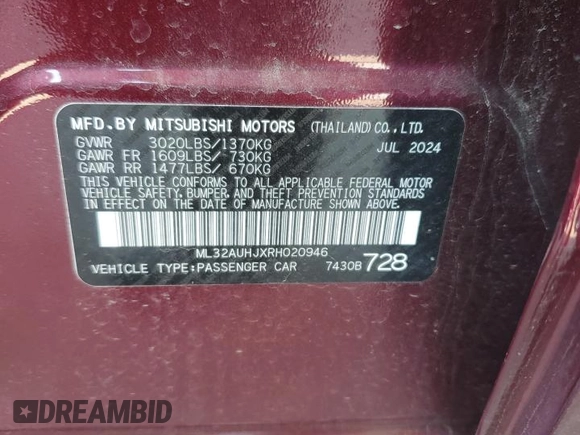 MFD.BY MITSUBISHI MOTORS (THAILAND) CO., LTD.
GVWR 3020LBS/1370KG JUL 2024
GAWR FR 1609LBS/ 730KG
GAWR RR 1477LBS/ 670KG
THIS VEHICLE CONFORMS TO ALL APPLICABLE FEDERAL MOTOR
VEHICLE SAFETY, BUMPER, AND THEFT PREVENTION STANDARDS
IN EFFECT ON THE DATE OF MANUFACTURE SHOWN ABOVE.
ML32AUHJXRH020946
VEHICLE TYPE:PASSENGER CAR 7430B 728
DREAMBID